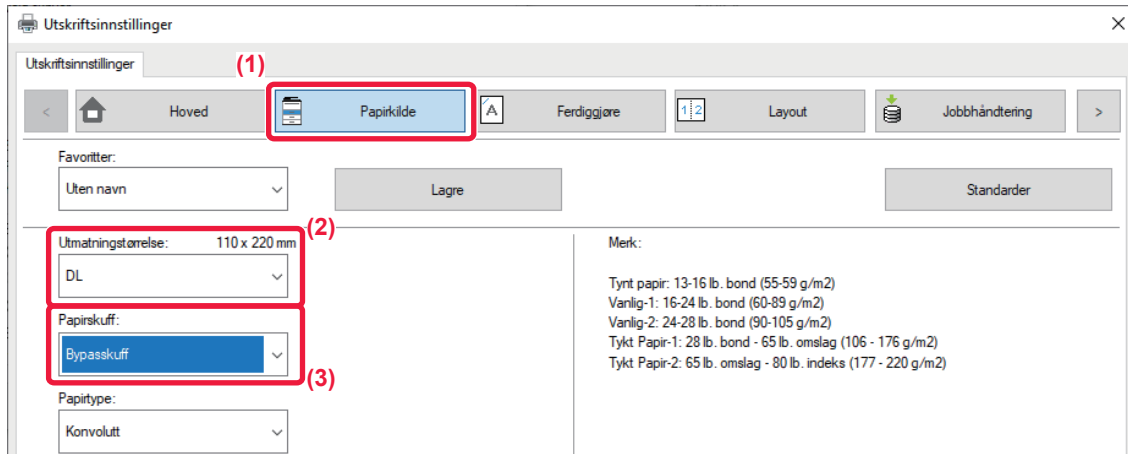 Utskriftsinnstillinger
Utskriftsinnstillinger
(1)
< Hoved Papirkilde A Ferdiggjøre 1 2 Layout Jobbhåndtering >
Favoritter:
Uten navn Lagre Standarder
(2)
Utmatningstørrelse: 110 x 220 mm
DL
Papirskuff:
Bypasskuff
(3)
Papirtype:
Konvolutt
Merk:
Tynt papir: 13-16 lb. bond (55-59 g/m2)
Vanlig-1: 16-24 lb. bond (60-89 g/m2)
Vanlig-2: 24-28 lb. bond (90-105 g/m2)
Tykt Papir-1: 28 lb. bond - 65 lb. omslag (106 - 176 g/m2)
Tykt Papir-2: 65 lb. omslag - 80 lb. indeks (177 - 220 g/m2)